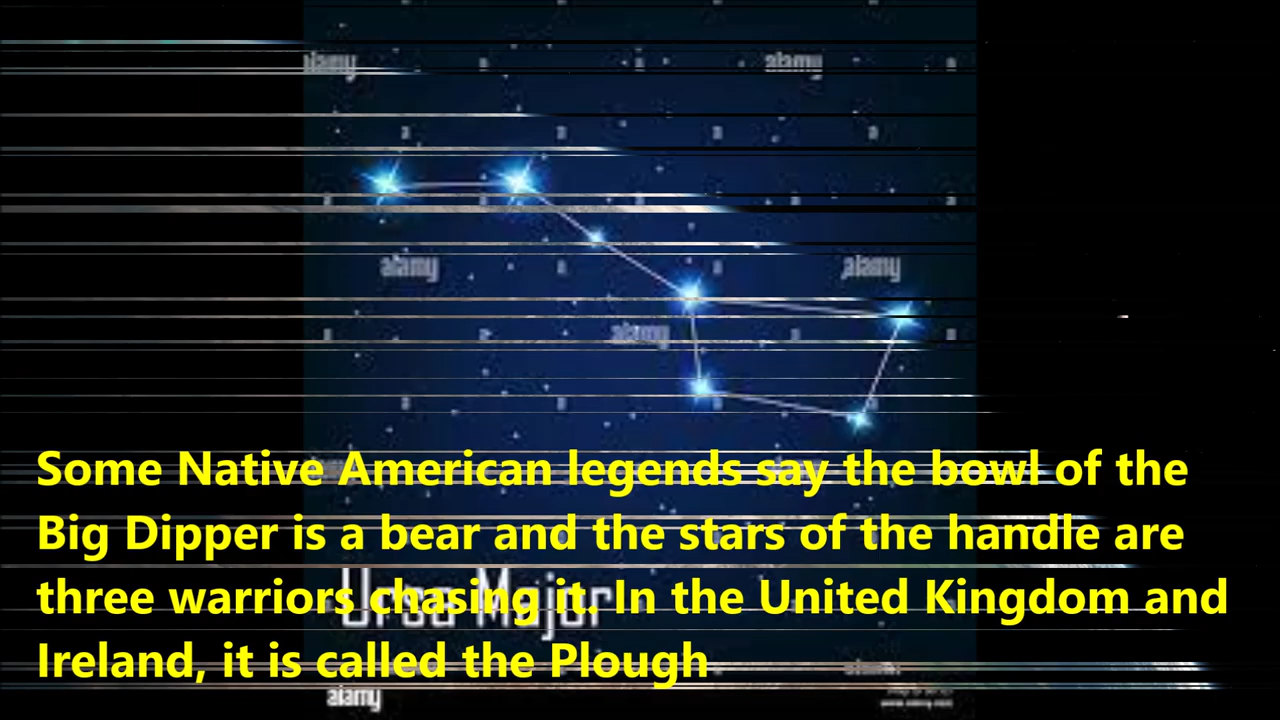 alamy
alamy
alamy
alamy
alamy
Some Native American legends say the bowl of the
Big Dipper is a bear and the stars of the handle are
three warriors chasing it. In the United Kingdom and
Ursa Major
Ireland, it is called the Plough
alamy